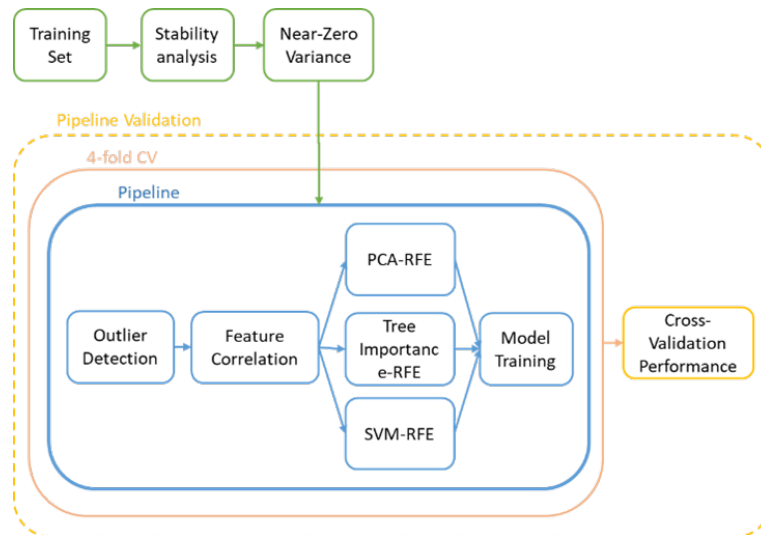 Training
Set
Stability
analysis
Near-Zero
Variance
Pipeline Validation
4-fold CV
Pipeline
Outlier
Detection
Feature
Correlation
PCA-RFE
Tree
Importanc
e-RFE
SVM-RFE
Model
Training
Cross-
Validation
Performance